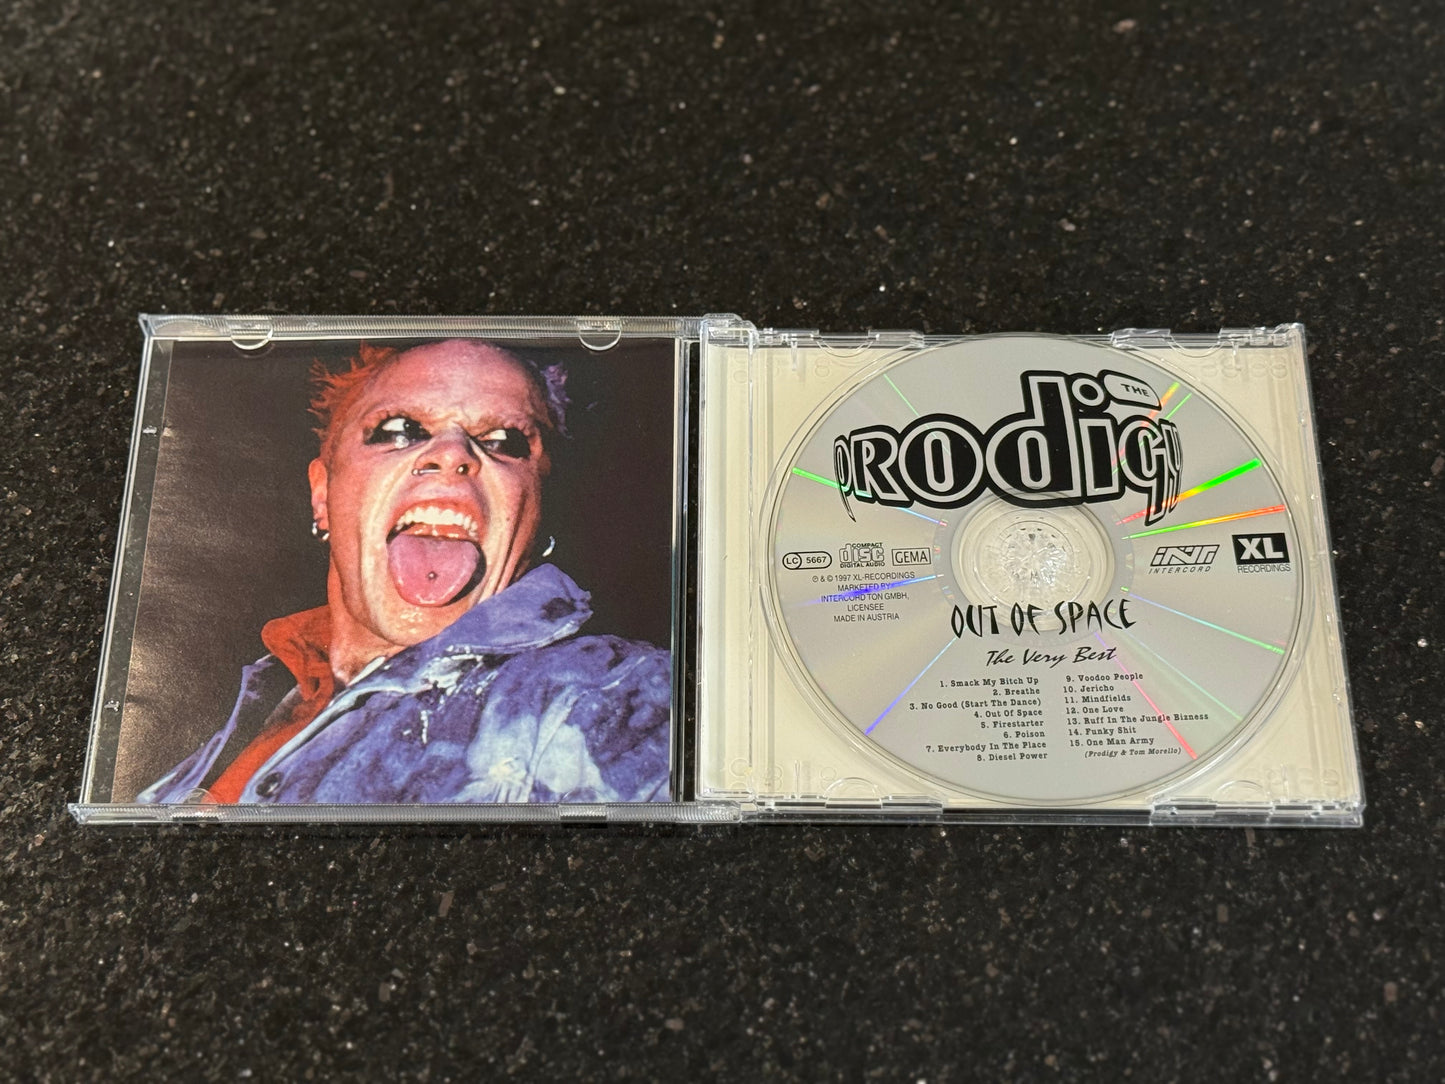 THE
PRODIGY
LC 5667
COMPACT
disc
DIGITAL AUDIO
GEMA
INTERCORD
XL
RECORDINGS
℗ & © 1997 XL-RECORDINGS
MARKETED BY
INTERCORD TON GMBH,
LICENSEE
MADE IN AUSTRIA
OUT OF SPACE
The Very Best
1. Smack My Bitch Up
2. Breathe
3. No Good (Start The Dance)
4. Out Of Space
5. Firestarter
6. Poison
7. Everybody In The Place
8. Diesel Power
9. Voodoo People
10. Jericho
11. Mindfields
12. One Love
13. Ruff In The Jungle Bizness
14. Funky Shit
15. One Man Army
(Prodigy & Tom Morello)